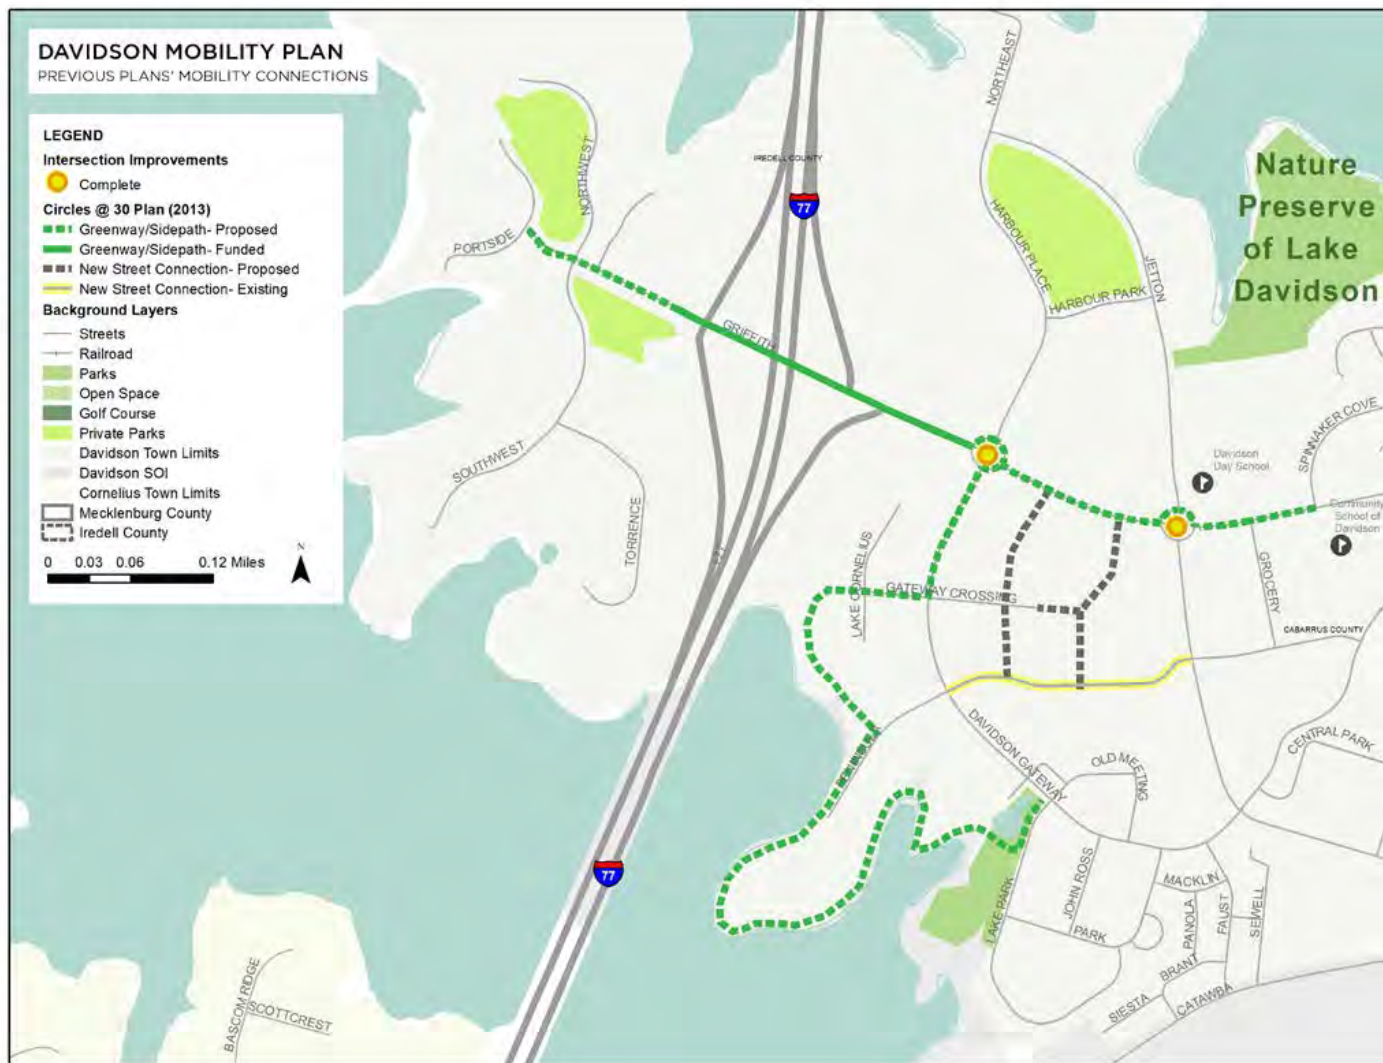 DAVIDSON MOBILITY PLAN
PREVIOUS PLANS' MOBILITY CONNECTIONS
LEGEND
Intersection Improvements
Complete
Circles @ 30 Plan (2013)
Greenway/Sidepath- Proposed
Greenway/Sidepath- Funded
New Street Connection- Proposed
New Street Connection- Existing
Background Layers
Streets
Railroad
Parks
Open Space
Golf Course
Private Parks
Davidson Town Limits
Davidson SOI
Cornelius Town Limits
Mecklenburg County
Iredell County
0 0.03 0.06 0.12 Miles
N
NORTHEAST
IREDELL COUNTY
77
NORTHWEST
PORTSIDE
HARBOUR PLACE
HARBOUR PARK
JETTON
Nature
Preserve
of Lake
Davidson
GRIFFITH
SOUTHWEST
TORRENCE
SPINNAKER COVE
Davidson
Day School
Community
School of
Davidson
LAKE CORNELIUS
GATEWAY CROSSING
GROCERY
CABARRUS COUNTY
DAVIDSON GATEWAY
OLD MEETING
CENTRAL PARK
77
LAKE PARK
JOHN ROSS
PARK
MACKLIN
PANOLA
FAUST
SEWELL
BRANT
SIESTA
CATAWBA
BASCOM RIDGE
SCOTTCREST